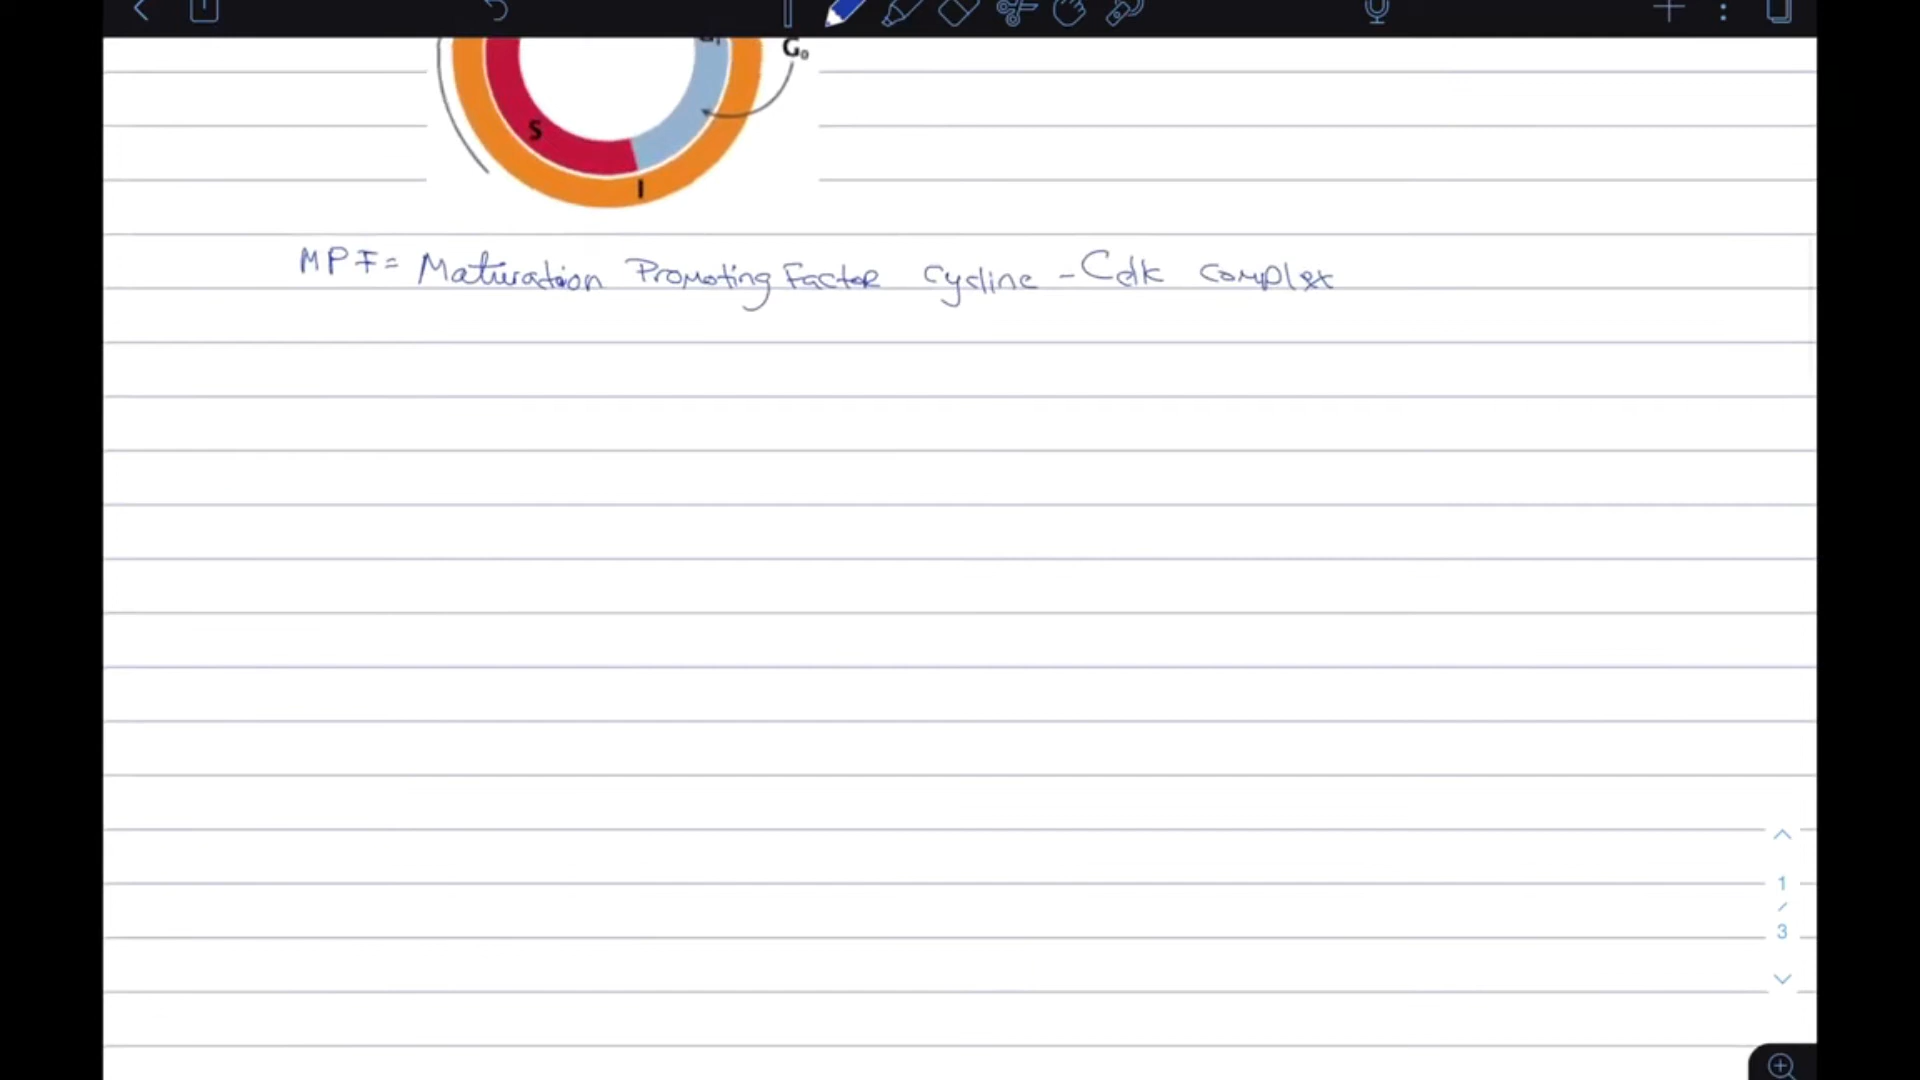 G₀
S
I
MPF = Maturation Promoting Factor cycline - Cdk complex
1
/
3